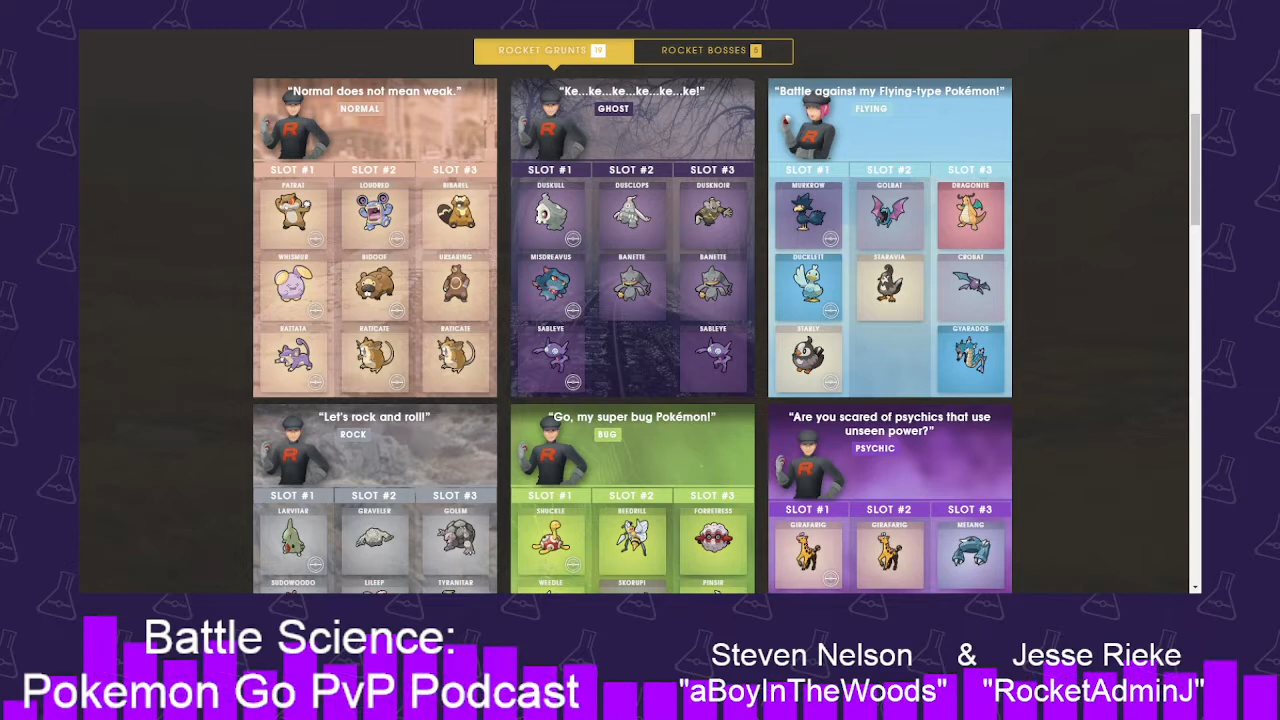 ROCKET GRUNTS 19
ROCKET BOSSES 5
“Normal does not mean weak.”
NORMAL
SLOT #1 SLOT #2 SLOT #3
PATRAT LOUDRED BIBAREL
WHISMUR BIDOOF URSARING
RATTATA RATICATE RATICATE
“Ke...ke...ke...ke...ke...ke!”
GHOST
SLOT #1 SLOT #2 SLOT #3
DUSKULL DUSCLOPS DUSKNOIR
MISDREAVUS BANETTE BANETTE
SABLEYE SABLEYE
“Battle against my Flying-type Pokémon!”
FLYING
SLOT #1 SLOT #2 SLOT #3
MURKROW GOLBAT DRAGONITE
DUCKLETT STARAVIA CROBAT
STARLY GYARADOS
“Let's rock and roll!”
ROCK
SLOT #1 SLOT #2 SLOT #3
LARVITAR GRAVELER GOLEM
SUDOWOODO LILEEP TYRANITAR
“Go, my super bug Pokémon!”
BUG
SLOT #1 SLOT #2 SLOT #3
SHUCKLE BEEDRILL FORRETRESS
WEEDLE SKORUPI PINSIR
“Are you scared of psychics that use
unseen power?”
PSYCHIC
SLOT #1 SLOT #2 SLOT #3
GIRAFARIG GIRAFARIG METANG
Battle Science:
Pokemon Go PvP Podcast
Steven Nelson & Jesse Rieke
"aBoyInTheWoods" "RocketAdminJ"